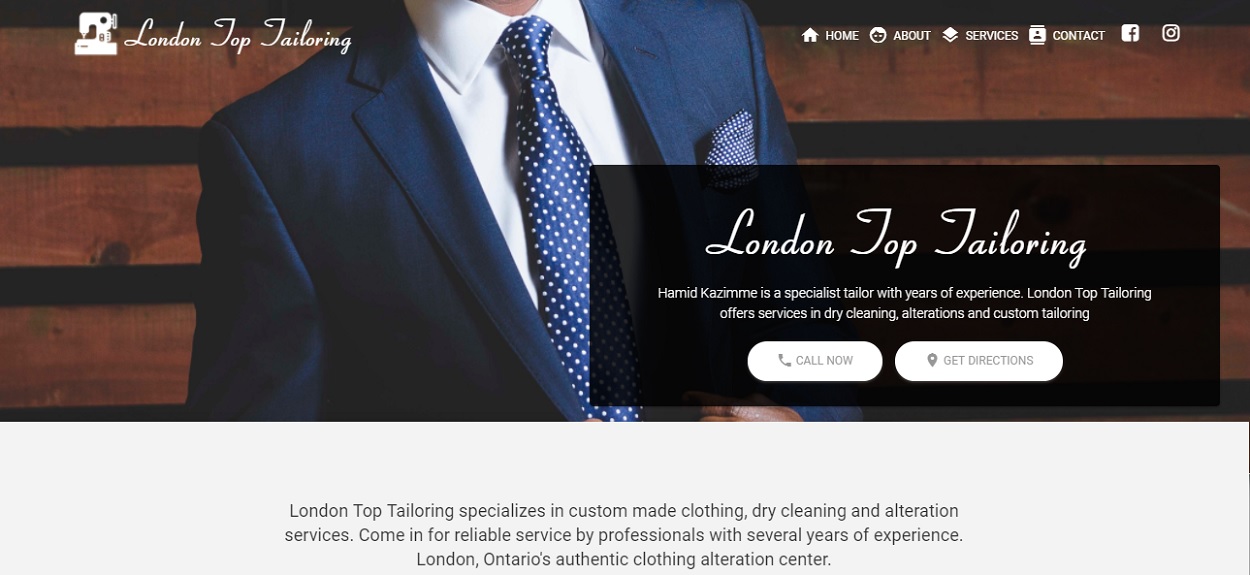 London Top Tailoring
HOME ABOUT SERVICES CONTACT
London Top Tailoring
Hamid Kazimme is a specialist tailor with years of experience. London Top Tailoring
offers services in dry cleaning, alterations and custom tailoring
CALL NOW GET DIRECTIONS
London Top Tailoring specializes in custom made clothing, dry cleaning and alteration
services. Come in for reliable service by professionals with several years of experience.
London, Ontario's authentic clothing alteration center.